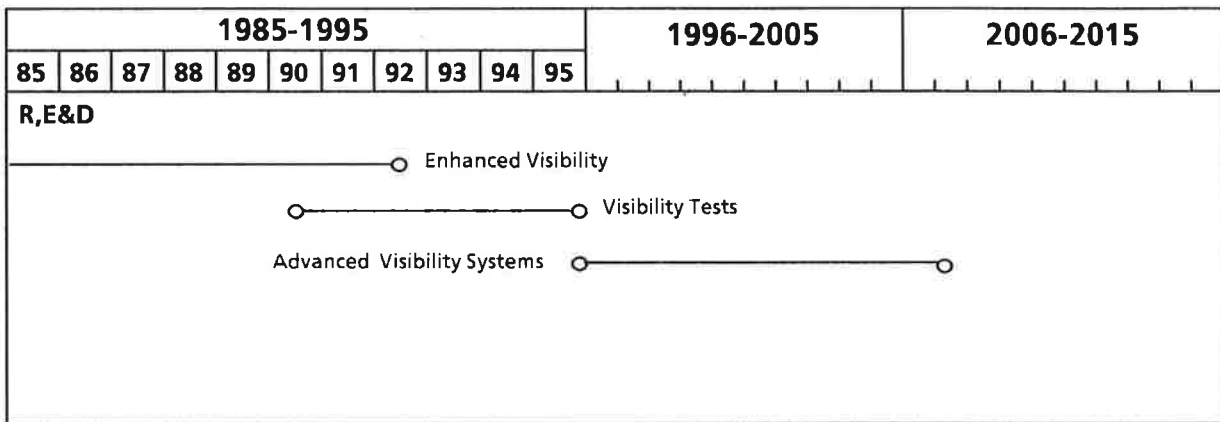 1985-1995 1996-2005 2006-2015
85 86 87 88 89 90 91 92 93 94 95
R,E&D
Enhanced Visibility
Visibility Tests
Advanced Visibility Systems